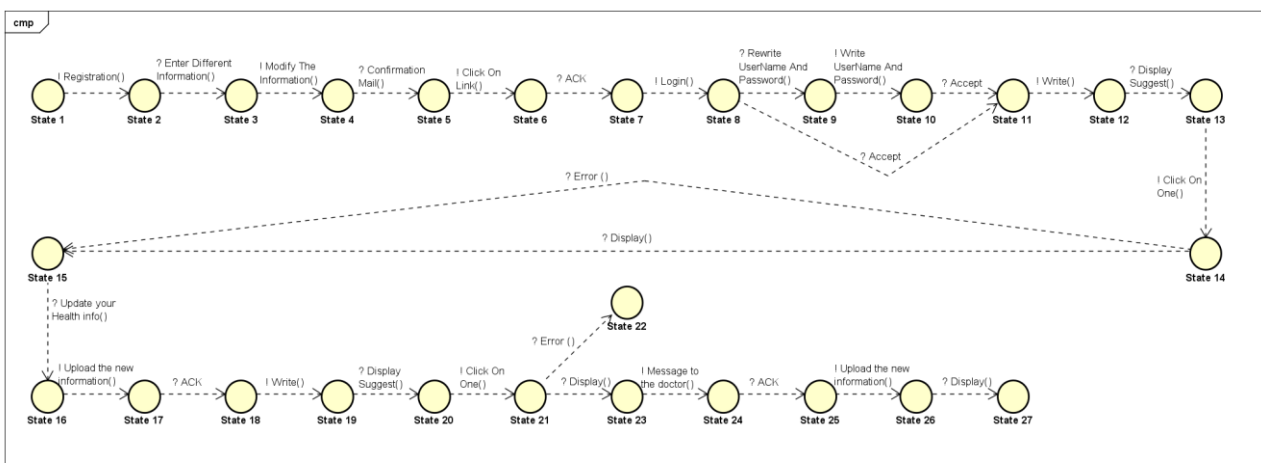 cmp
! Registration()
? Enter Different
Information()
! Modify The
Information()
? Confirmation
Mail()
! Click On
Link()
? ACK
! Login()
? Rewrite
UserName And
Password()
! Write
UserName And
Password()
? Accept
! Write()
? Display
Suggest()
State 1
State 2
State 3
State 4
State 5
State 6
State 7
State 8
State 9
State 10
State 11
State 12
State 13
? Accept
? Error ()
! Click On
One()
? Display()
State 15
State 14
? Update your
Health info()
State 22
? Error ()
! Upload the new
information()
? ACK
! Write()
? Display
Suggest()
! Click On
One()
? Display()
! Message to
the doctor()
? ACK
! Upload the new
information()
? Display()
State 16
State 17
State 18
State 19
State 20
State 21
State 23
State 24
State 25
State 26
State 27